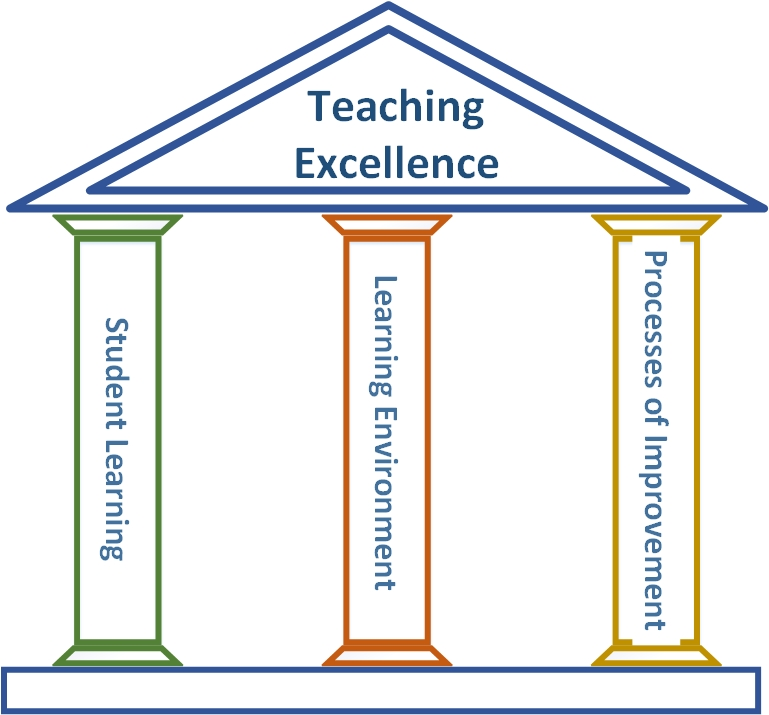 Teaching
Excellence
Student Learning
Learning Environment
Processes of Improvement